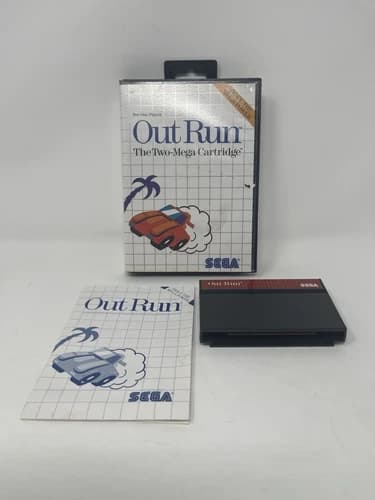 Out Run
The Two-Mega Cartridge
SEGA
Out Run
SEGA
Out Run
SEGA